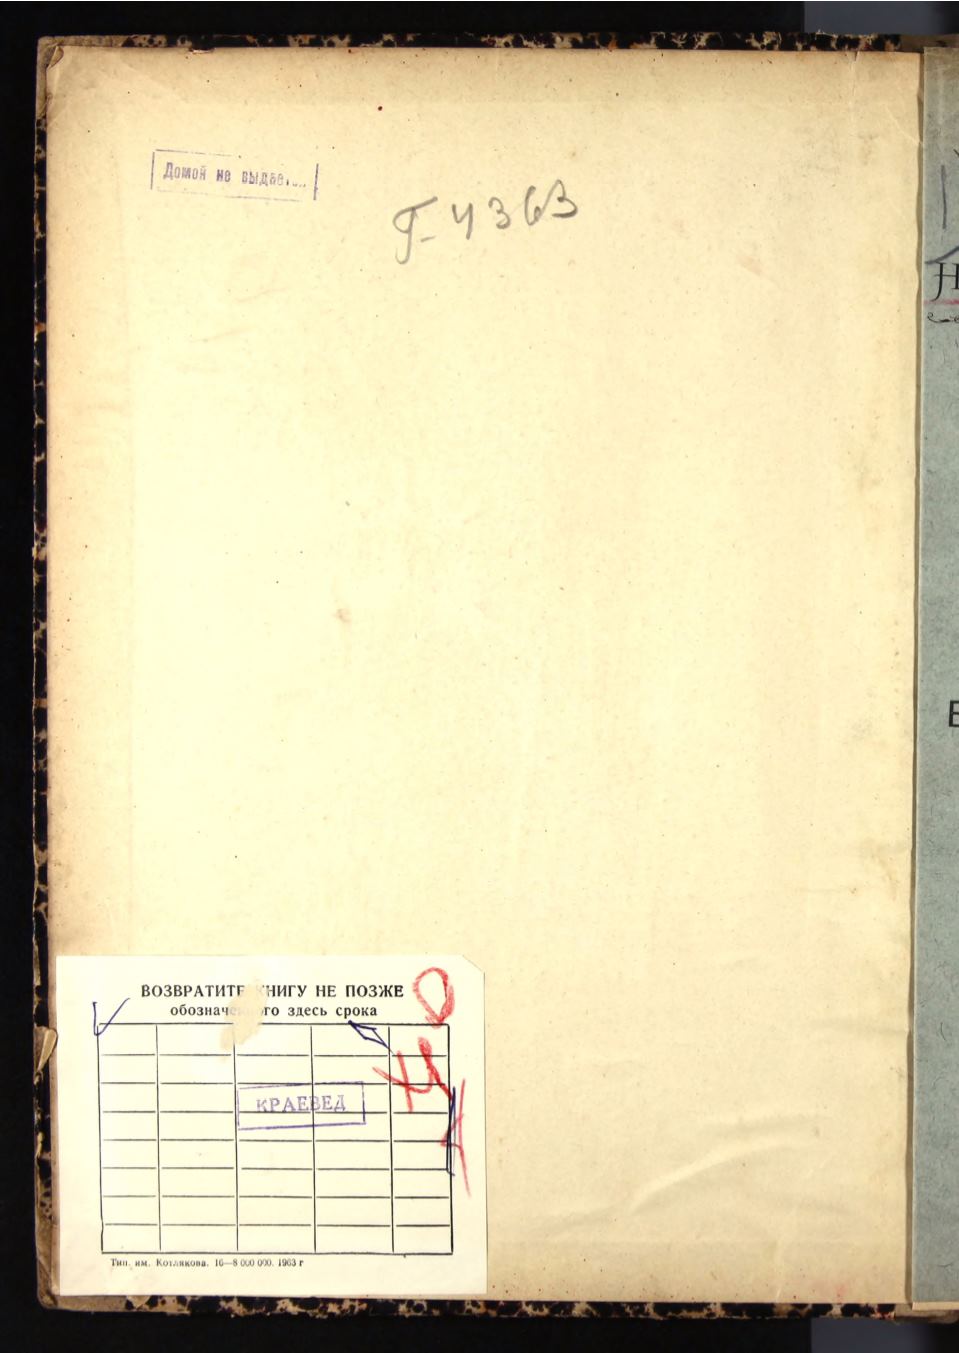 Домой не
Г-4363
ВОЗВРАТИТЕ КНИГУ НЕ ПОЗЖЕ
обозначенного здесь срока
КРАЕВЕД
Тип. им. Котлякова. 16—8 000 000. 1963 г